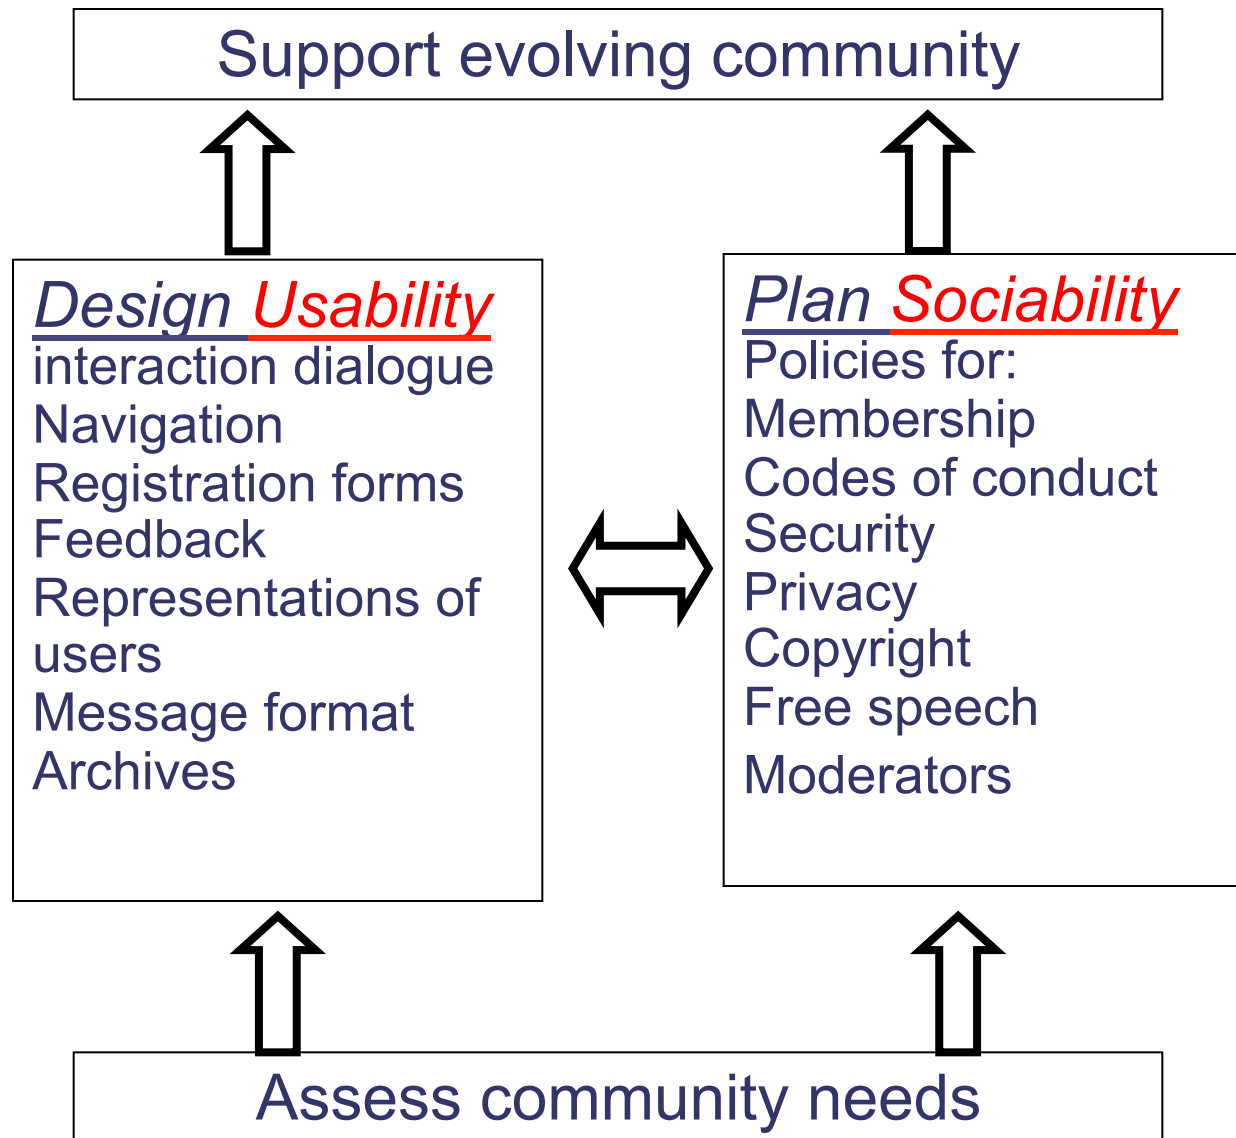 Support evolving community
Design Usability
interaction dialogue
Navigation
Registration forms
Feedback
Representations of
users
Message format
Archives
Plan Sociability
Policies for:
Membership
Codes of conduct
Security
Privacy
Copyright
Free speech
Moderators
Assess community needs